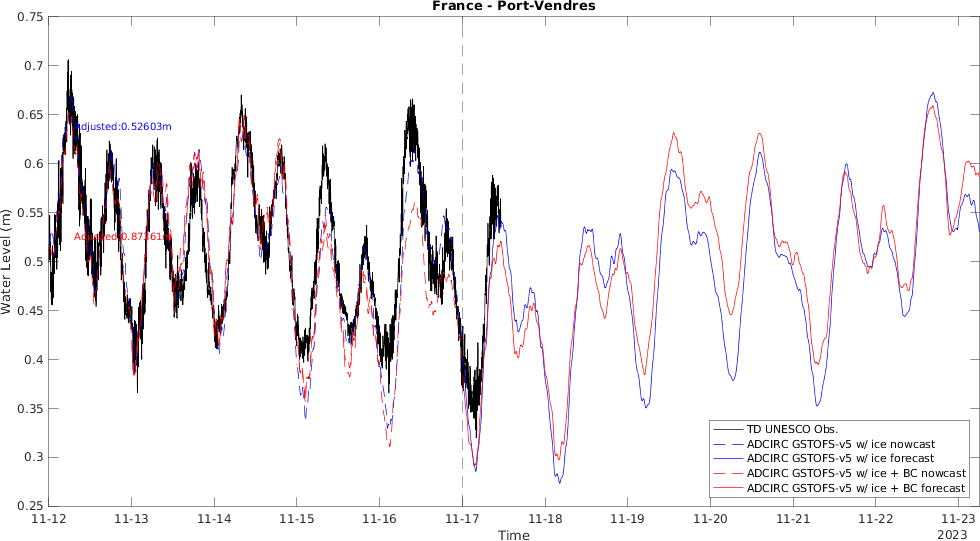 France - Port-Vendres
0.75
0.7
0.65
0.6
0.55
0.5
0.45
0.4
0.35
0.3
0.25
Water Level (m)
Adjusted:0.52603m
TD UNESCO Obs.
ADCIRC GSTOFS-v5 w/ ice nowcast
ADCIRC GSTOFS-v5 w/ ice forecast
ADCIRC GSTOFS-v5 w/ ice + BC nowcast
ADCIRC GSTOFS-v5 w/ ice + BC forecast
11-12 11-13 11-14 11-15 11-16 11-17 11-18 11-19 11-20 11-21 11-22 11-23
Time
2023